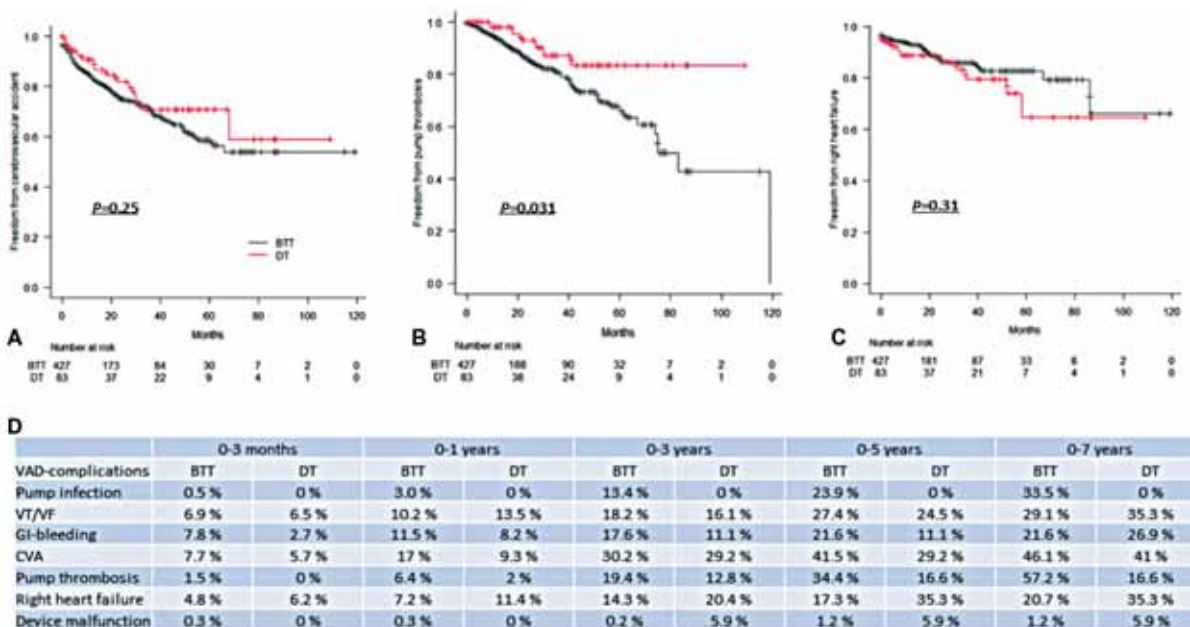 Freedom from cerebrovascular accident
1.0
0.8
0.6
0.4
0.2
0.0
P=0.25
BTT
DT
0 20 40 60 80 100 120
Months
A
Number at risk
BTT 427 173 84 30 7 2 0
DT 83 37 22 9 4 1 0
Freedom from pump thrombosis
1.0
0.8
0.6
0.4
0.2
0.0
P=0.031
0 20 40 60 80 100 120
Months
B
Number at risk
BTT 427 188 90 32 7 2 0
DT 83 38 24 9 4 1 0
Freedom from right heart failure
1.0
0.8
0.6
0.4
0.2
0.0
P=0.31
0 20 40 60 80 100 120
Months
C
Number at risk
BTT 427 181 87 33 6 2 0
DT 83 37 21 7 4 1 0
D
0-3 months 0-1 years 0-3 years 0-5 years 0-7 years
VAD-complications BTT DT BTT DT BTT DT BTT DT BTT DT
Pump infection 0.5 % 0 % 3.0 % 0 % 13.4 % 0 % 23.9 % 0 % 33.5 % 0 %
VT/VF 6.9 % 6.5 % 10.2 % 13.5 % 18.2 % 16.1 % 27.4 % 24.5 % 29.1 % 35.3%
GI-bleeding 7.8 % 2.7 % 11.5 % 8.2 % 17.6 % 11.1 % 21.6 % 11.1 % 21.6 % 26.9 %
CVA 7.7 % 5.7 % 17 % 9.3 % 30.2 % 29.2 % 41.5 % 29.2 % 46.1 % 41 %
Pump thrombosis 1.5 % 0 % 6.4 % 2 % 19.4 % 12.8 % 34.4 % 16.6 % 57.2 % 16.6 %
Right heart failure 4.8 % 6.2 % 7.2 % 11.4 % 14.3 % 20.4 % 17.3 % 35.3% 20.7 % 35.3%
Device malfunction 0.3 % 0 % 0.3 % 0 % 0.2 % 5.9 % 1.2 % 5.9 % 1.2 % 5.9 %